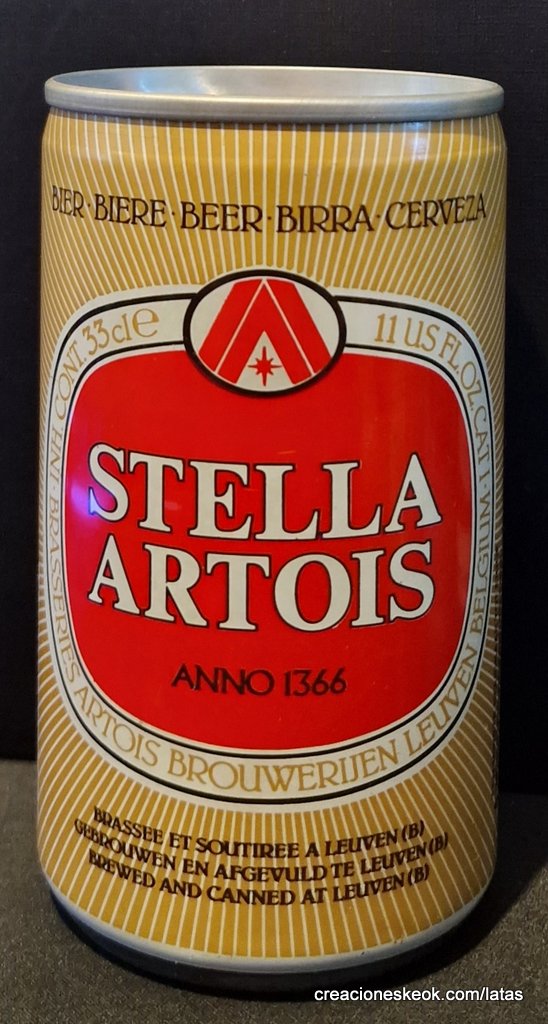 BIER · BIERE · BEER · BIRRA · CERVEZA
CONT. 33 cl e
11 US FL.OZ
STELLA
ARTOIS
ANNO 1366
BRASSERIES ARTOIS BROUWERIJEN LEUVEN BELGIUM
BRASSEE ET SOUTIREE A LEUVEN (B)
GEBROUWEN EN AFGEVULD TE LEUVEN (B)
BREWED AND CANNED AT LEUVEN (B)
creacioneskeok.com/latas